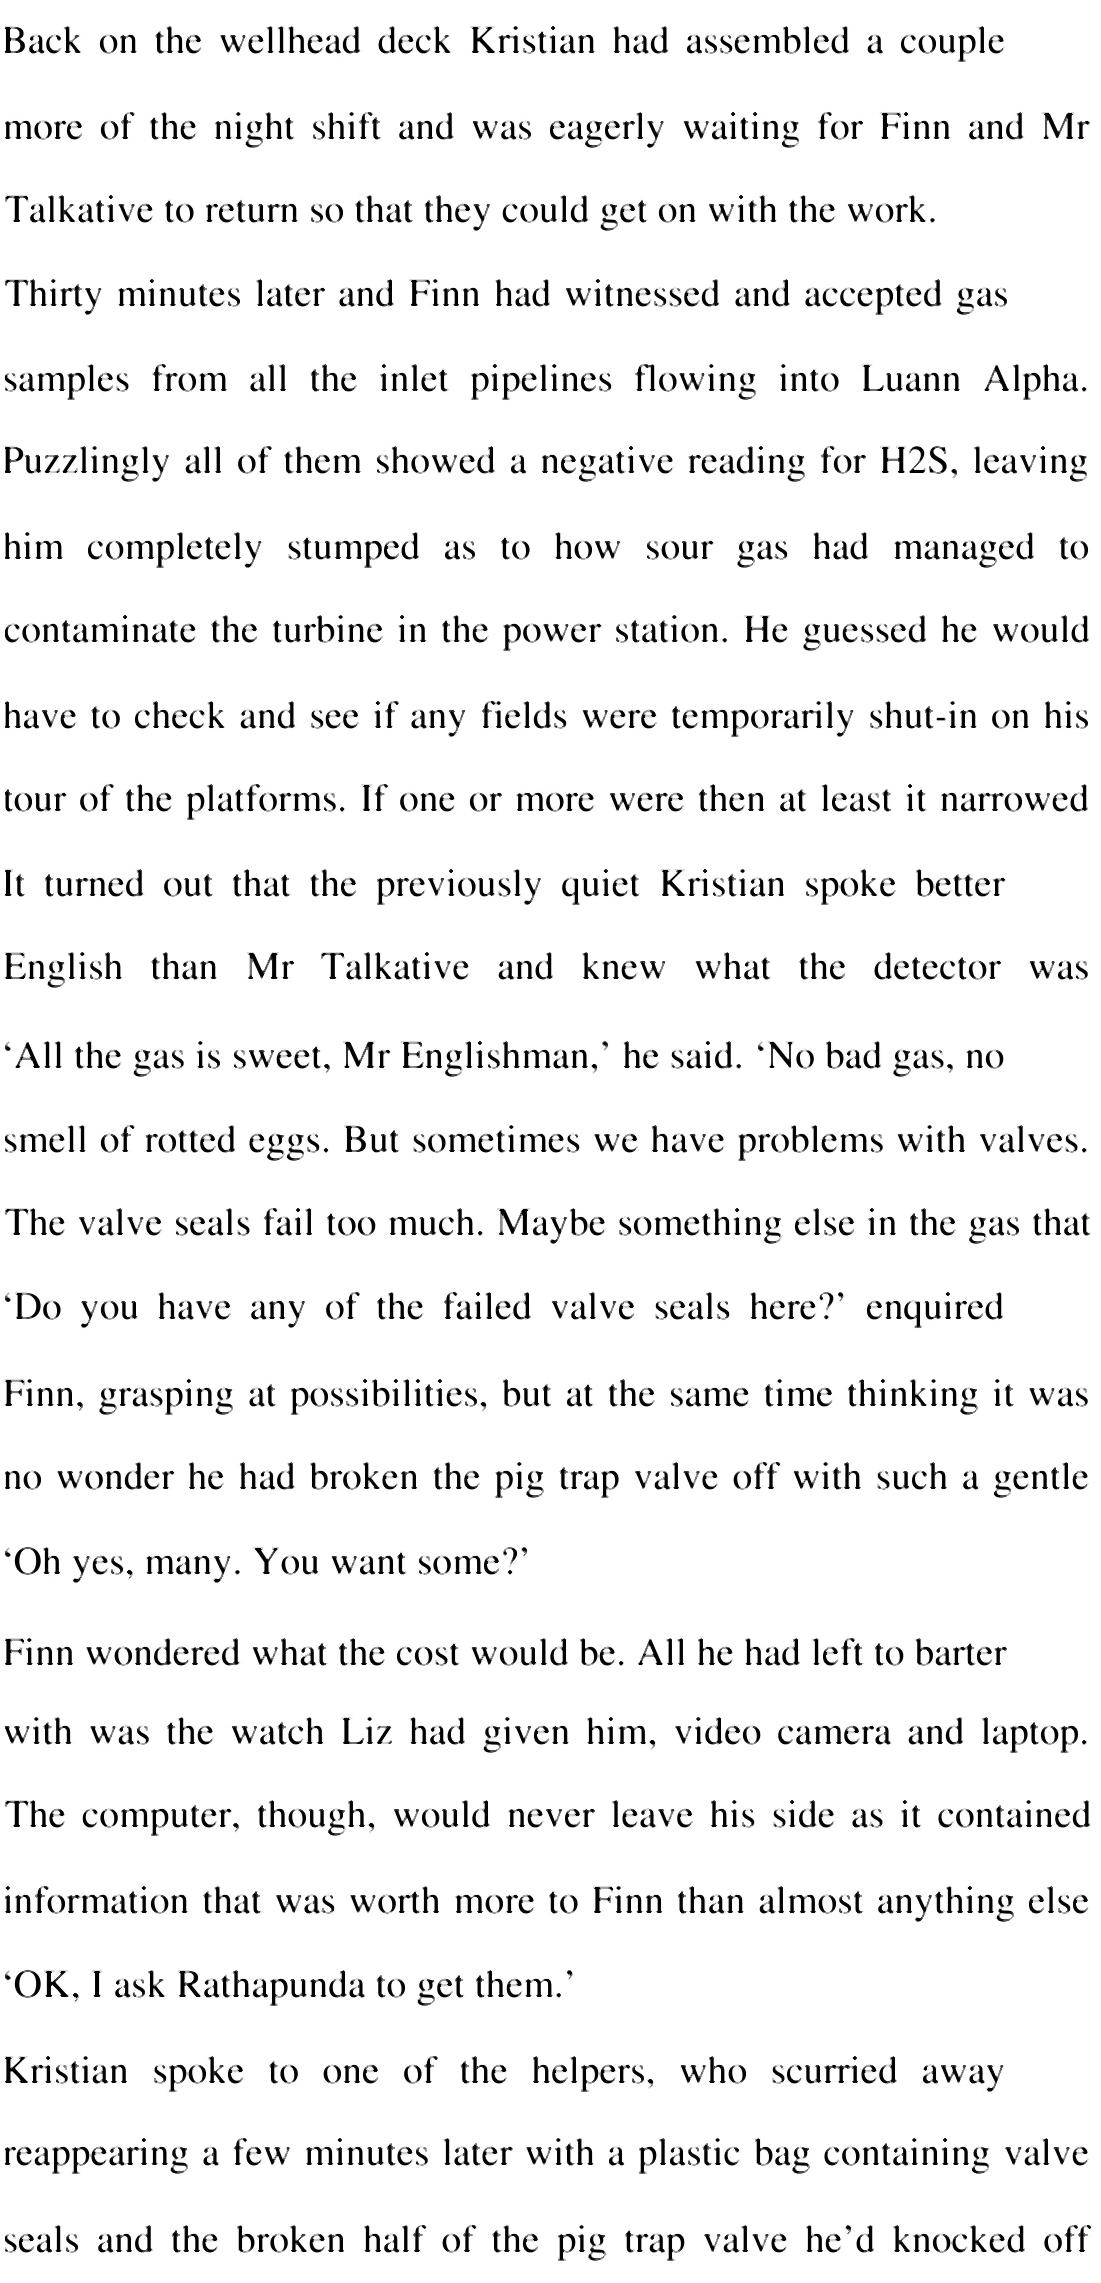 Back on the wellhead deck Kristian had assembled a couple
more of the night shift and was eagerly waiting for Finn and Mr
Talkative to return so that they could get on with the work.
Thirty minutes later and Finn had witnessed and accepted gas
samples from all the inlet pipelines flowing into Luann Alpha.
Puzzlingly all of them showed a negative reading for H2S, leaving
him completely stumped as to how sour gas had managed to
contaminate the turbine in the power station. He guessed he would
have to check and see if any fields were temporarily shut-in on his
tour of the platforms. If one or more were then at least it narrowed
It turned out that the previously quiet Kristian spoke better
English than Mr Talkative and knew what the detector was
‘All the gas is sweet, Mr Englishman,’ he said. ‘No bad gas, no
smell of rotted eggs. But sometimes we have problems with valves.
The valve seals fail too much. Maybe something else in the gas that
‘Do you have any of the failed valve seals here?’ enquired
Finn, grasping at possibilities, but at the same time thinking it was
no wonder he had broken the pig trap valve off with such a gentle
‘Oh yes, many. You want some?’
Finn wondered what the cost would be. All he had left to barter
with was the watch Liz had given him, video camera and laptop.
The computer, though, would never leave his side as it contained
information that was worth more to Finn than almost anything else
‘OK, I ask Rathapunda to get them.’
Kristian spoke to one of the helpers, who scurried away
reappearing a few minutes later with a plastic bag containing valve
seals and the broken half of the pig trap valve he’d knocked off